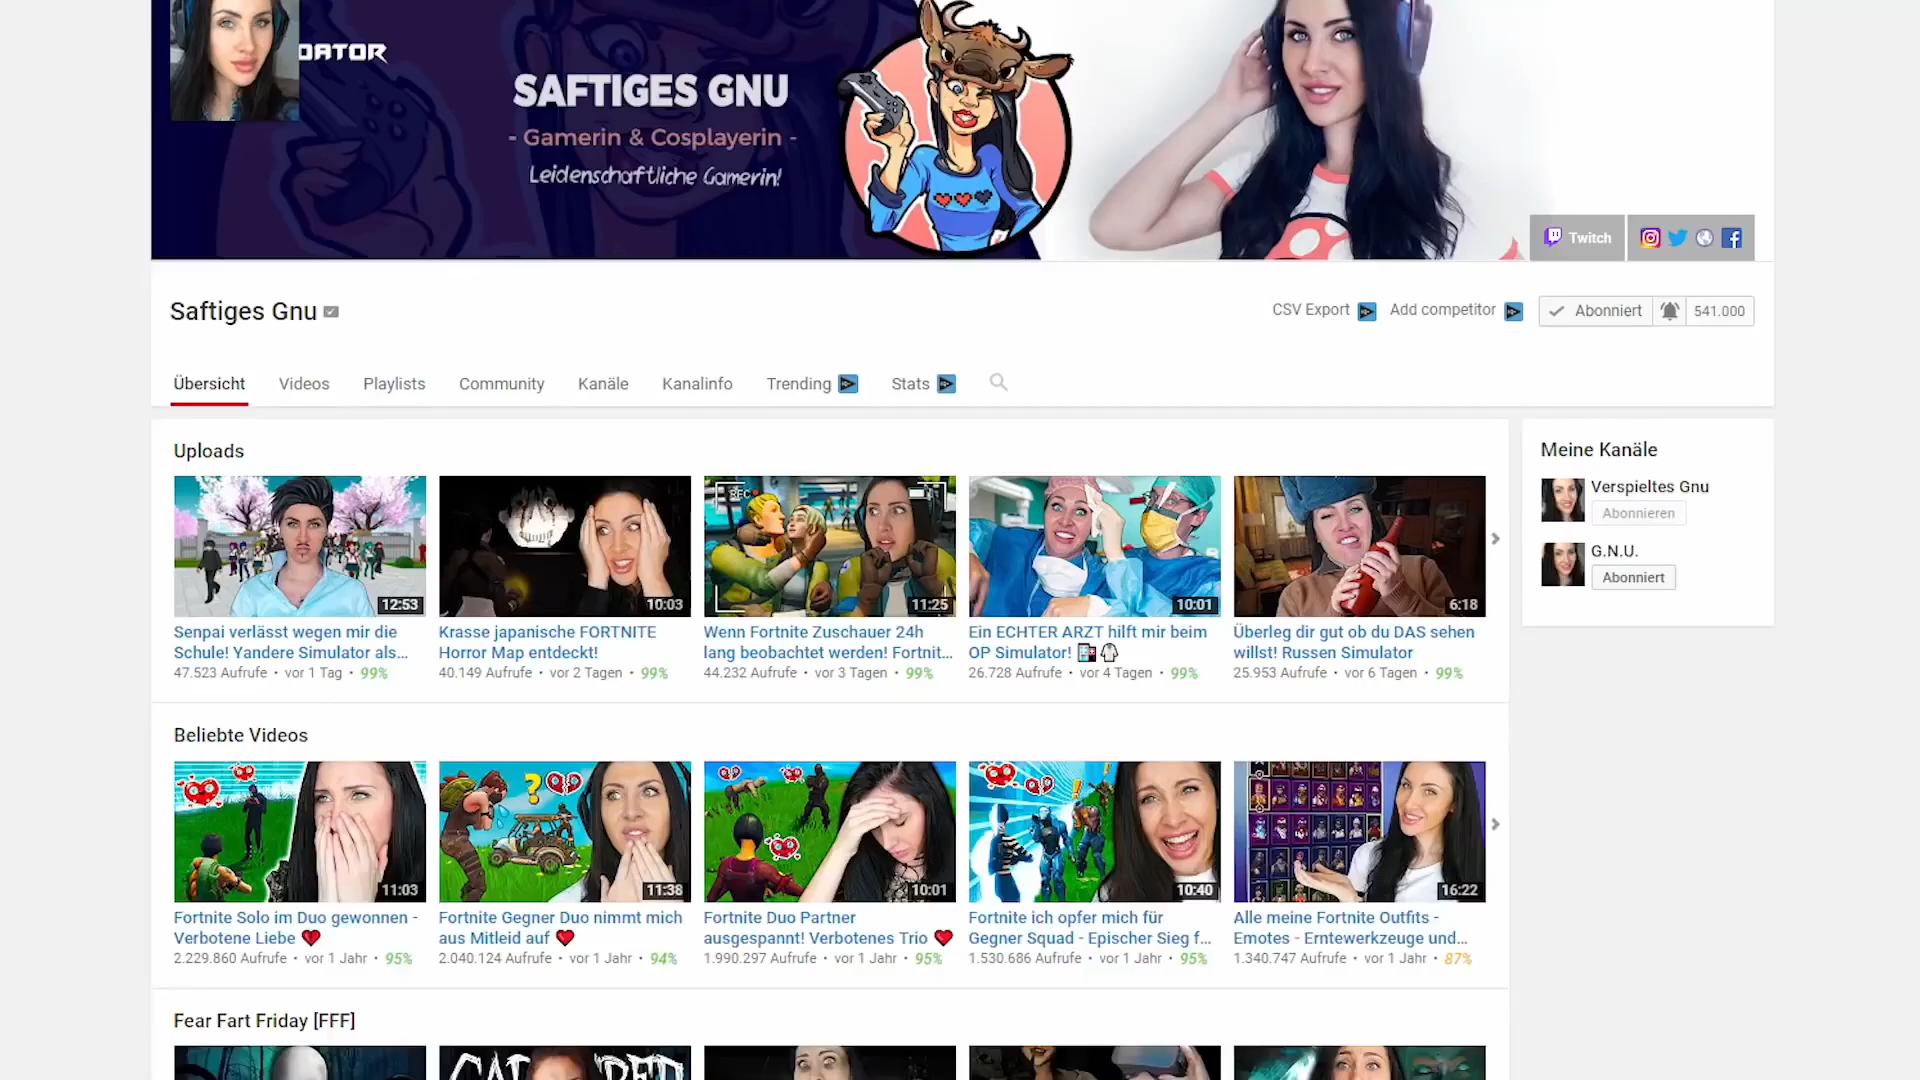 DATOR
SAFTIGES GNU
- Gamerin & Cosplayerin -
Leidenschaftliche Gamerin!
Twitch
Saftiges Gnu
CSV Export
Add competitor
Abonniert
541.000
Übersicht
Videos
Playlists
Community
Kanäle
Kanalinfo
Trending
Stats
Uploads
12:53
Senpai verlässt wegen mir die
Schule! Yandere Simulator als...
47.523 Aufrufe • vor 1 Tag • 99%
10:03
Krasse japanische FORTNITE
Horror Map entdeckt!
40.149 Aufrufe • vor 2 Tagen • 99%
REC
11:25
Wenn Fortnite Zuschauer 24h
lang beobachtet werden! Fortnit...
44.232 Aufrufe • vor 3 Tagen • 99%
10:01
Ein ECHTER ARZT hilft mir beim
OP Simulator!
26.728 Aufrufe • vor 4 Tagen • 99%
6:18
Überleg dir gut ob du DAS sehen
willst! Russen Simulator
25.953 Aufrufe • vor 6 Tagen • 99%
Meine Kanäle
Verspieltes Gnu
Abonnieren
G.N.U.
Abonniert
Beliebte Videos
11:03
Fortnite Solo im Duo gewonnen -
Verbotene Liebe
2.229.860 Aufrufe • vor 1 Jahr • 95%
?
11:38
Fortnite Gegner Duo nimmt mich
aus Mitleid auf
2.040.124 Aufrufe • vor 1 Jahr • 94%
10:01
Fortnite Duo Partner
ausgespannt! Verbotenes Trio
1.990.297 Aufrufe • vor 1 Jahr • 95%
10:40
Fortnite ich opfer mich für
Gegner Squad - Epischer Sieg f...
1.530.686 Aufrufe • vor 1 Jahr • 95%
16:22
Alle meine Fortnite Outfits -
Emotes - Erntewerkzeuge und...
1.340.747 Aufrufe • vor 1 Jahr • 87%
Fear Fart Friday [FFF]